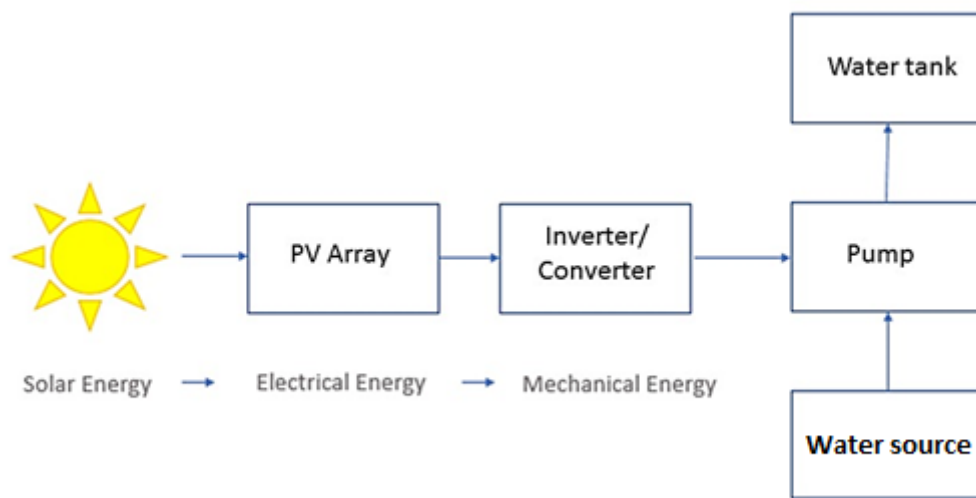 Water tank
PV Array
Inverter/
Converter
Pump
Solar Energy
Electrical Energy
Mechanical Energy
Water source